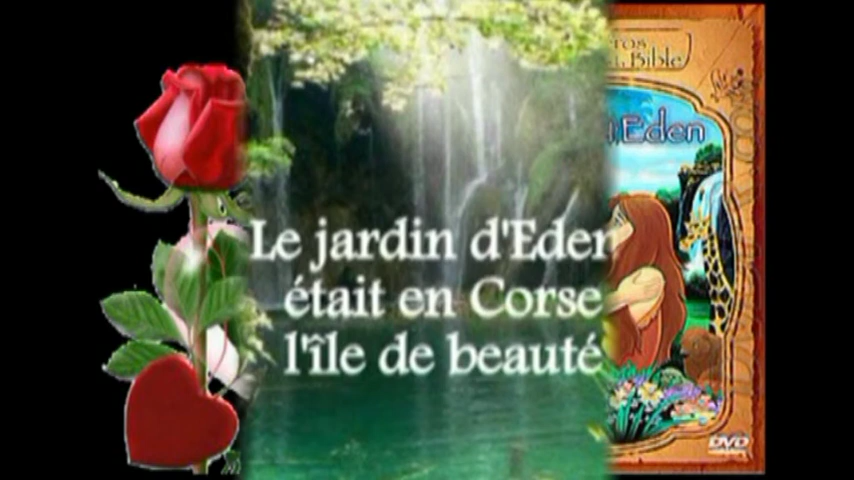 Le jardin d'Eden
était en Corse
l'île de beauté
Bible
Eden
DVD